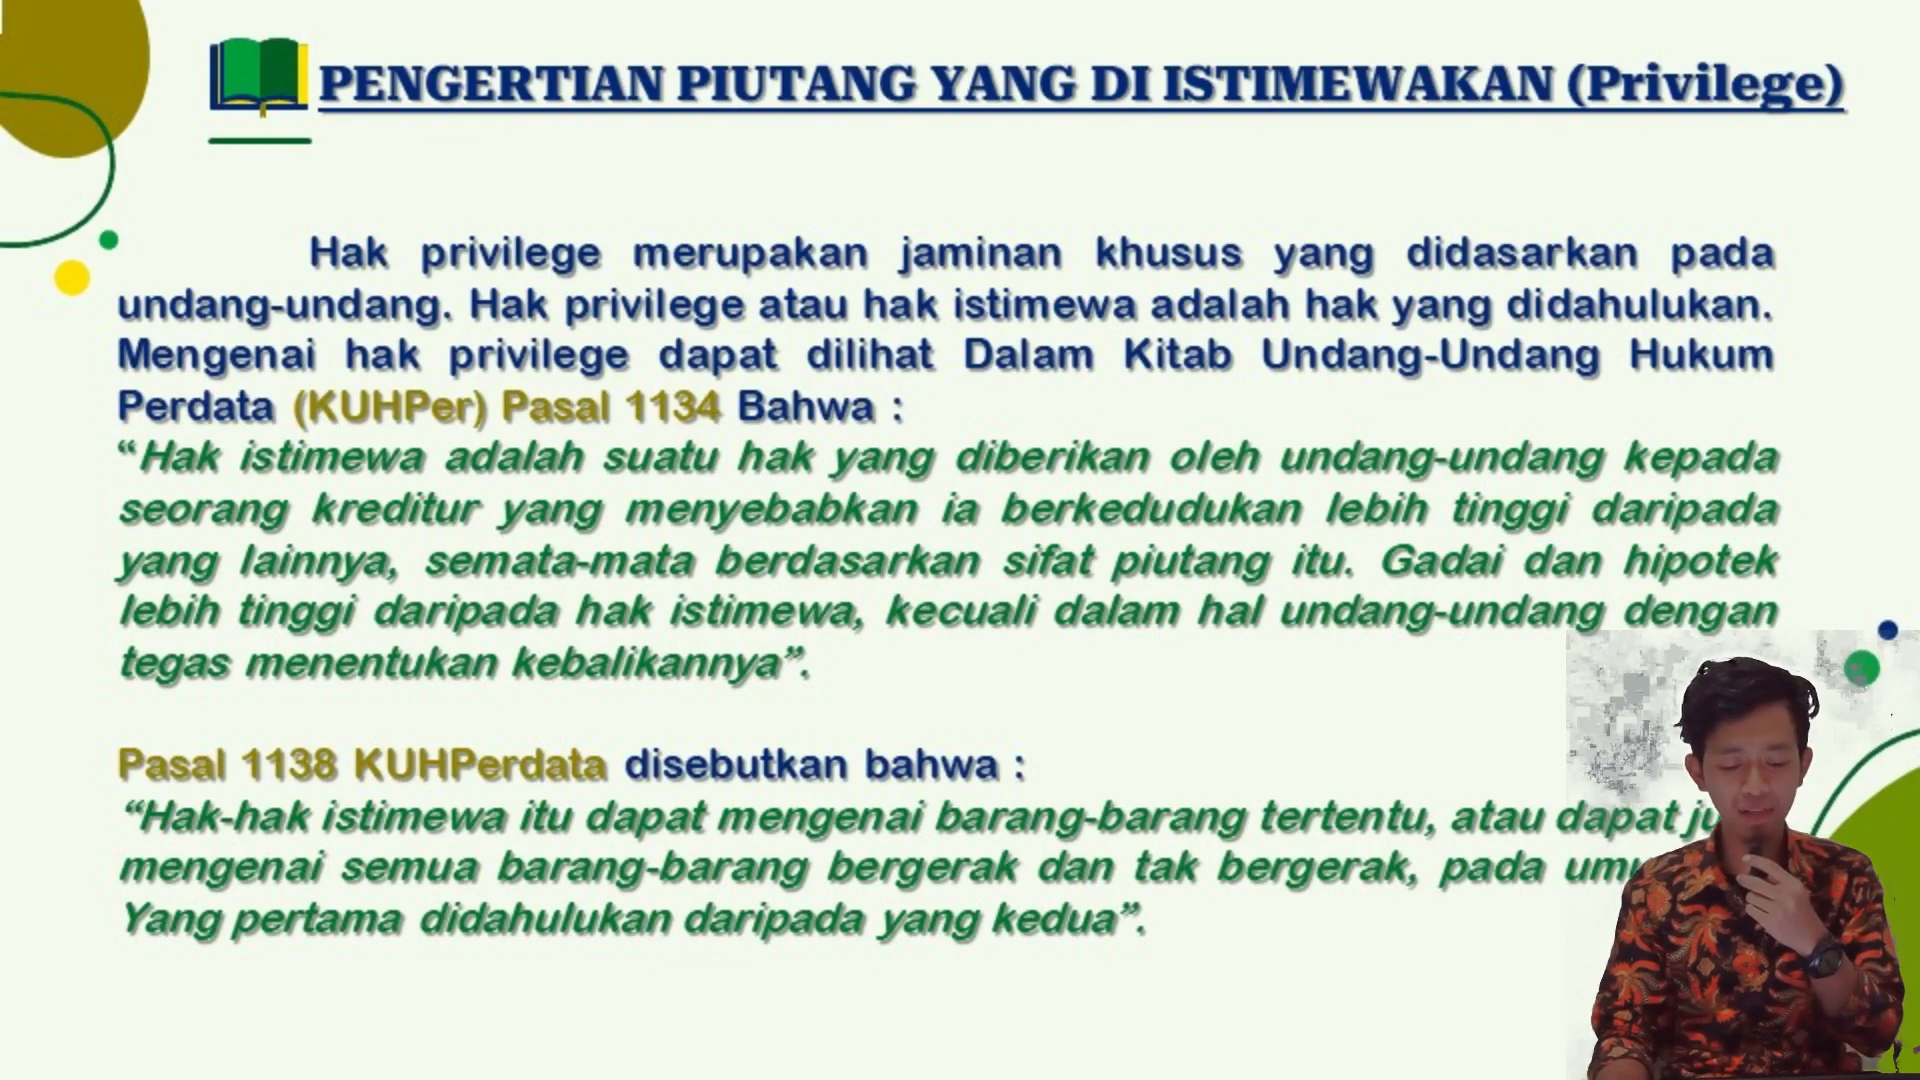 PENGERTIAN PIUTANG YANG DI ISTIMEWAKAN (Privilege)
Hak privilege merupakan jaminan khusus yang didasarkan pada
undang-undang. Hak privilege atau hak istimewa adalah hak yang didahulukan.
Mengenai hak privilege dapat dilihat Dalam Kitab Undang-Undang Hukum
Perdata (KUHPer) Pasal 1134 Bahwa :
“Hak istimewa adalah suatu hak yang diberikan oleh undang-undang kepada
seorang kreditur yang menyebabkan ia berkedudukan lebih tinggi daripada
yang lainnya, semata-mata berdasarkan sifat piutang itu. Gadai dan hipotek
lebih tinggi daripada hak istimewa, kecuali dalam hal undang-undang dengan
tegas menentukan kebalikannya”.
Pasal 1138 KUHPerdata disebutkan bahwa :
“Hak-hak istimewa itu dapat mengenai barang-barang tertentu, atau dapat
mengenai semua barang-barang bergerak dan tak bergerak, pada
Yang pertama didahulukan daripada yang kedua”.